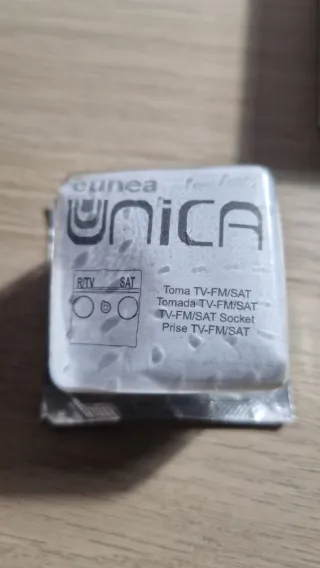 eunea
UNICA
R/TV SAT
Toma TV-FM/SAT
Tomada TV-FM/SAT
TV-FM/SAT Socket
Prise TV-FM/SAT